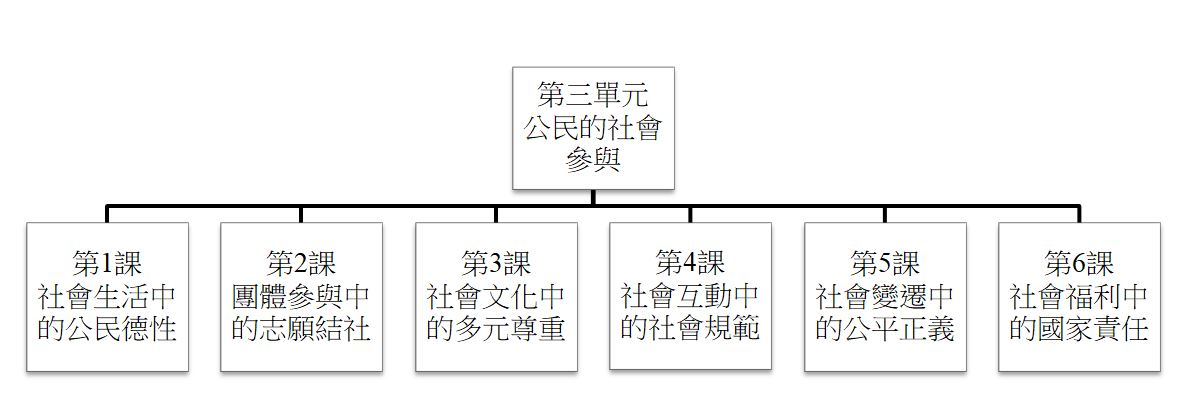 第三單元
公民的社會
參與
第1課
社會生活中
的公民德性
第2課
團體參與中
的志願結社
第3課
社會文化中
的多元尊重
第4課
社會互動中
的社會規範
第5課
社會變遷中
的公平正義
第6課
社會福利中
的國家責任